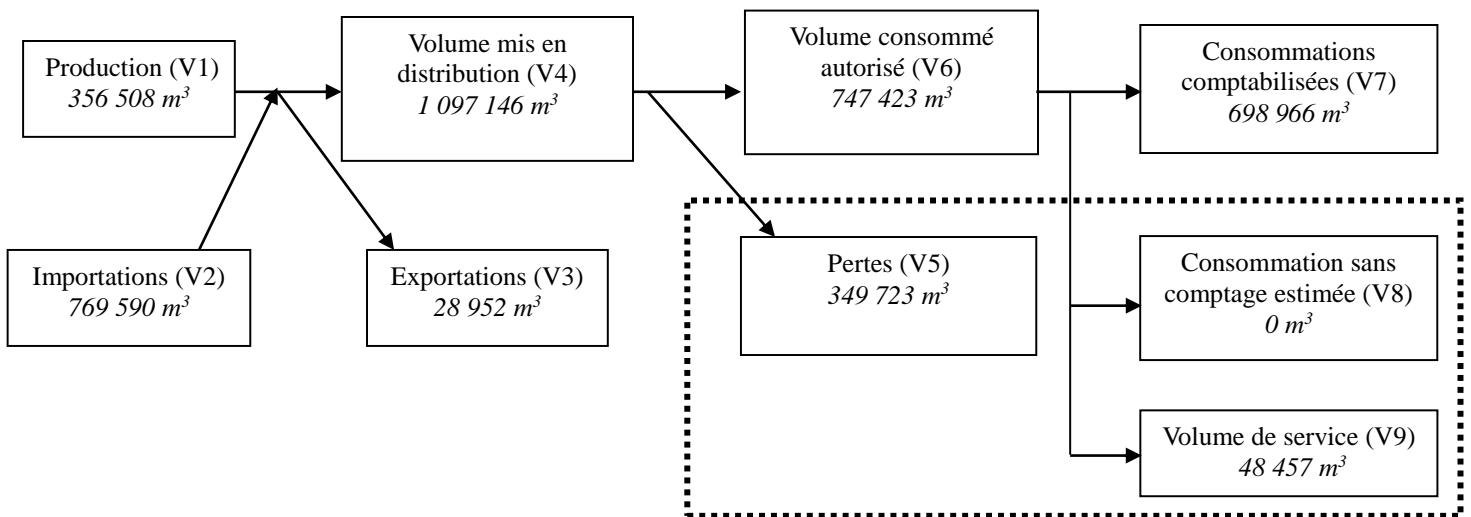 Production (V1)
356 508 m³
Volume mis en
distribution (V4)
1 097 146 m³
Volume consommé
autorisé (V6)
747 423 m³
Consommations
comptabilisées (V7)
698 966 m³
Importations (V2)
769 590 m³
Exportations (V3)
28 952 m³
Pertes (V5)
349 723 m³
Consommation sans
comptage estimée (V8)
0 m³
Volume de service (V9)
48 457 m³